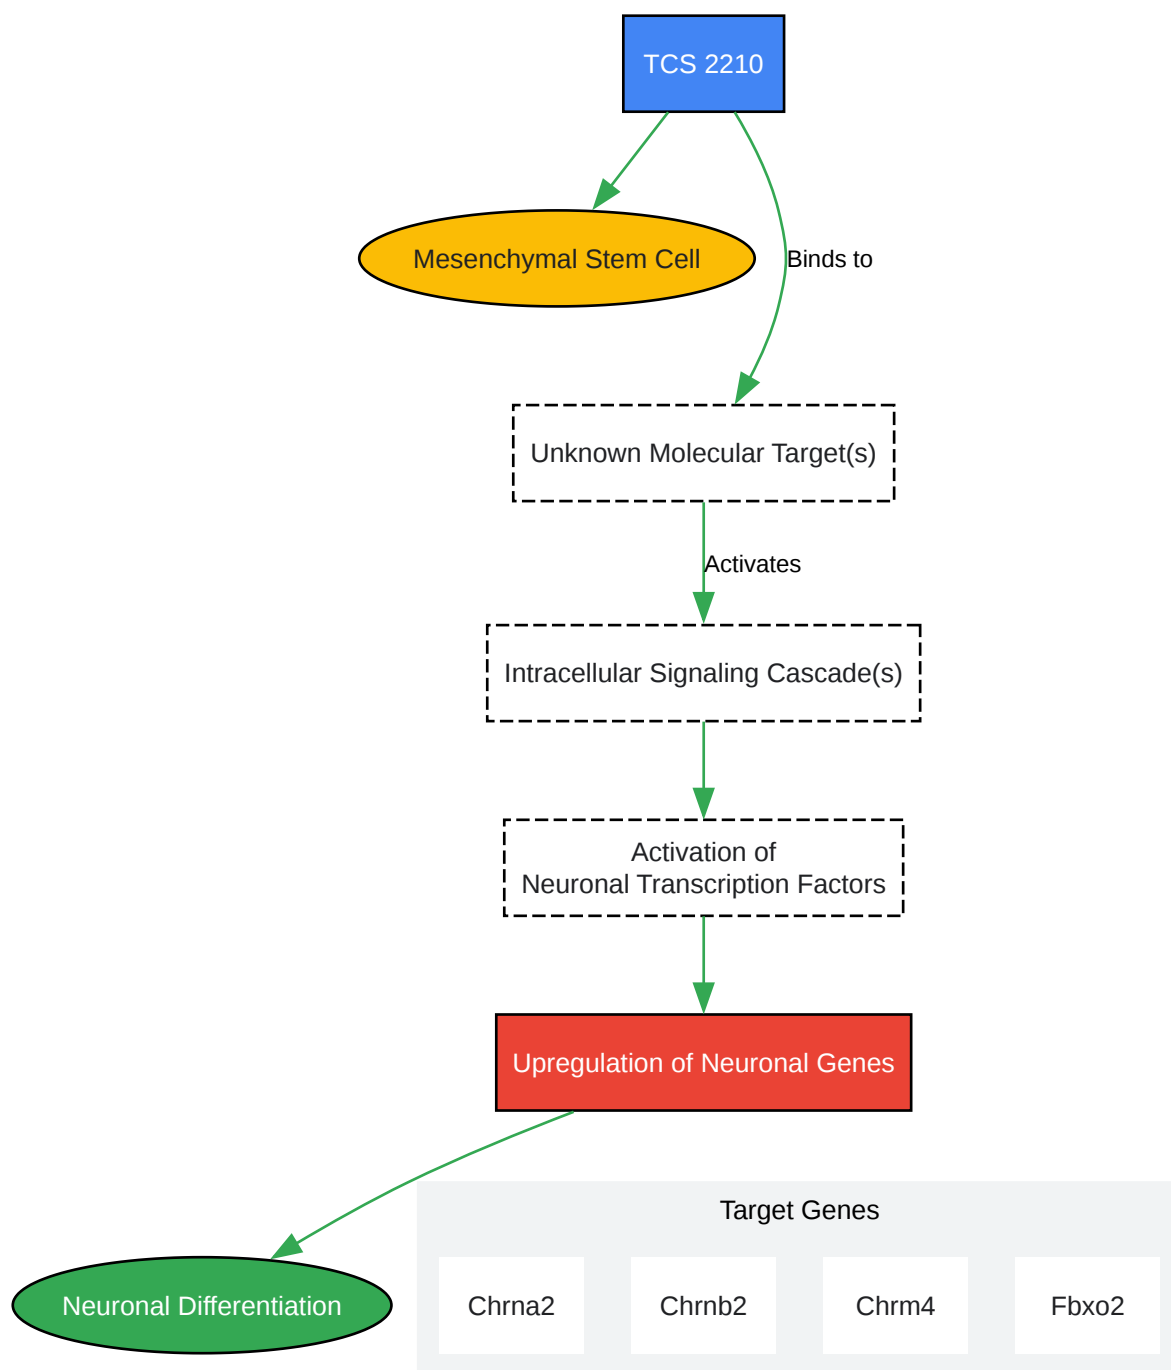 TCS 2210
Mesenchymal Stem Cell
Binds to
Unknown Molecular Target(s)
Activates
Intracellular Signaling Cascade(s)
Activation of
Neuronal Transcription Factors
Upregulation of Neuronal Genes
Target Genes
Neuronal Differentiation
Chrna2
Chrnb2
Chrm4
Fbxo2